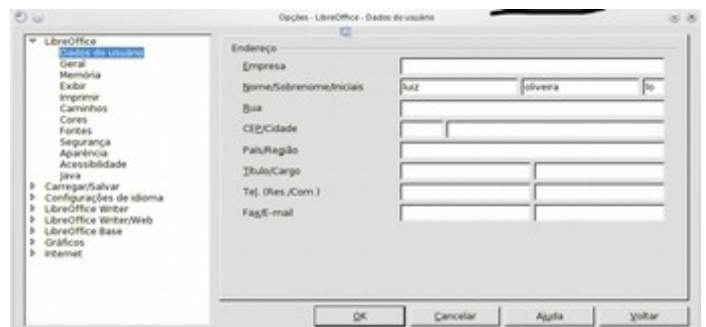 Opções - LibreOffice - Dados do usuário
LibreOffice
Dados do usuário
Geral
Memória
Exibir
Imprimir
Caminhos
Cores
Fontes
Segurança
Aparência
Acessibilidade
Java
Carregar/Salvar
Configurações de idioma
LibreOffice Writer
LibreOffice Writer/Web
LibreOffice Base
Gráficos
Internet
Endereço
Empresa
Nome/Sobrenome/Iniciais luiz oliveira lo
Rua
CEP/Cidade
País/Região
Título/Cargo
Tel. (Res./Com.)
Fax/E-mail
OK Cancelar Ajuda Voltar